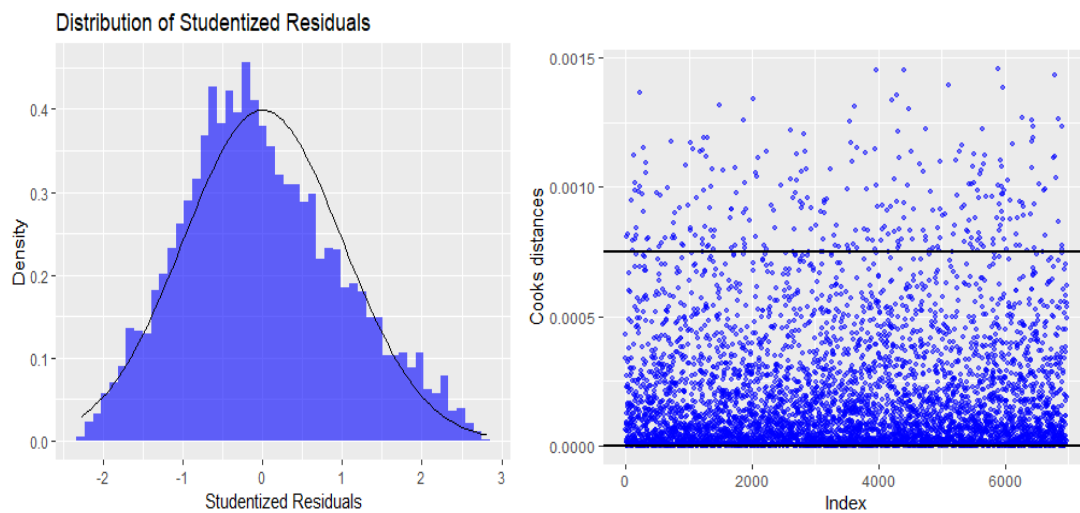 Distribution of Studentized Residuals
Density
0.4
0.3
0.2
0.1
0.0
-2 -1 0 1 2 3
Studentized Residuals
Cooks distances
0.0015
0.0010
0.0005
0.0000
0 2000 4000 6000
Index